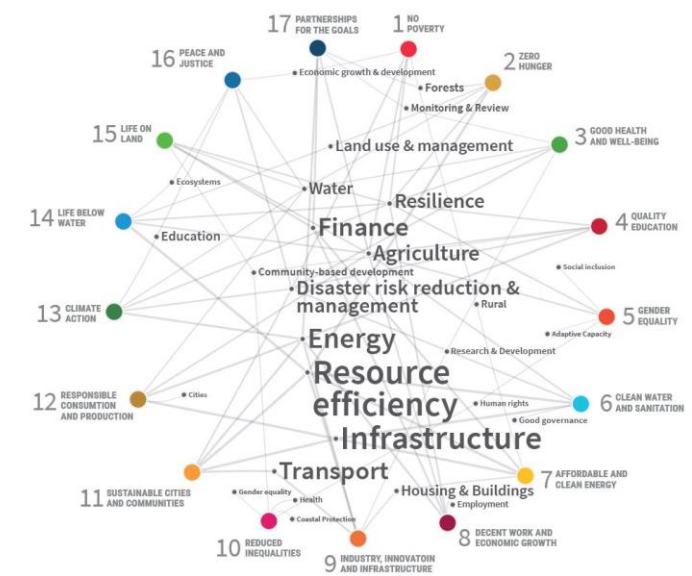 17 PARTNERSHIPS
FOR THE GOALS
1 NO
POVERTY
16 PEACE AND
JUSTICE
2 ZERO
HUNGER
Economic growth & development
Forests
Monitoring & Review
15 LIFE ON
LAND
3 GOOD HEALTH
AND WELL-BEING
Land use & management
Ecosystems
Water
Resilience
14 LIFE BELOW
WATER
4 QUALITY
EDUCATION
Finance
Education
Agriculture
Social inclusion
Community-based development
Disaster risk reduction &
management
Rural
13 CLIMATE
ACTION
5 GENDER
EQUALITY
Adaptive Capacity
Energy
Research & Development
Resource
efficiency
12 RESPONSIBLE
CONSUMTION
AND PRODUCTION
Cities
Human rights
6 CLEAN WATER
AND SANITATION
Good governance
Infrastructure
Transport
7 AFFORDABLE AND
CLEAN ENERGY
11 SUSTAINABLE CITIES
AND COMMUNITIES
Gender equality
Health
Housing & Buildings
Employment
Coastal Protection
10 REDUCED
INEQUALITIES
9 INDUSTRY, INNOVATOIN
AND INFRASTRUCTURE
8 DECENT WORK AND
ECONOMIC GROWTH